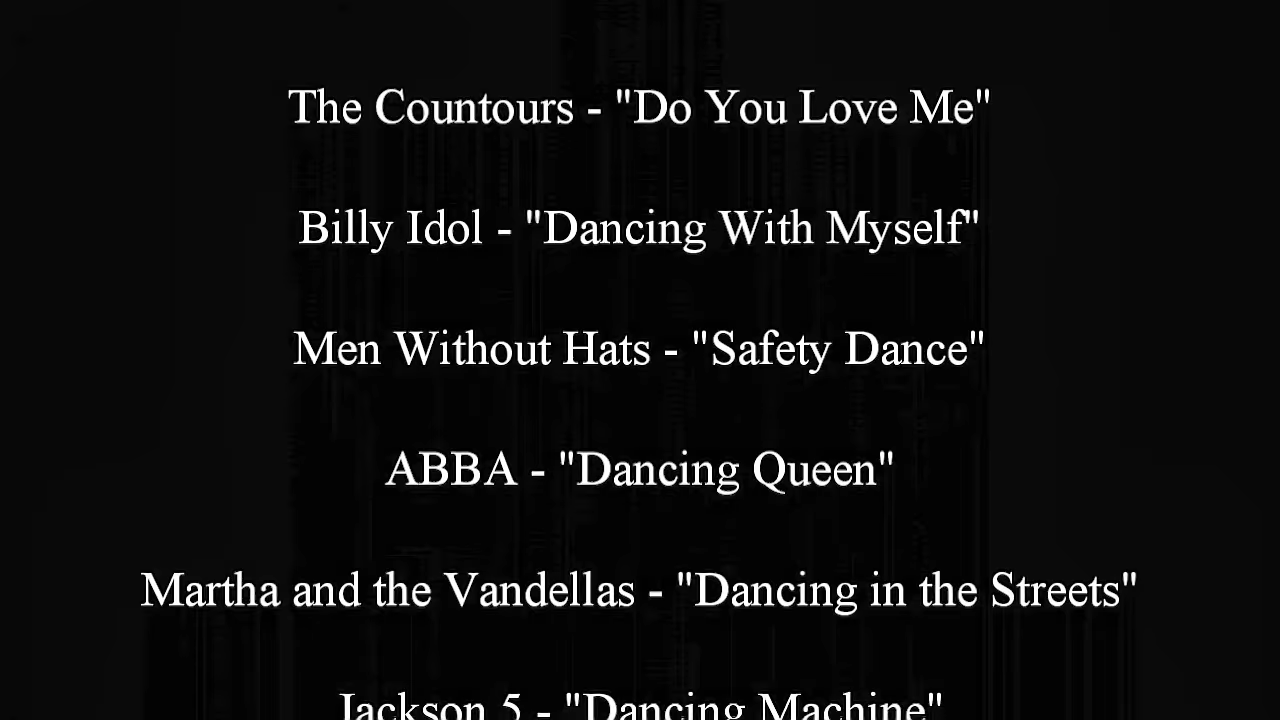 The Countours - "Do You Love Me"
Billy Idol - "Dancing With Myself"
Men Without Hats - "Safety Dance"
ABBA - "Dancing Queen"
Martha and the Vandellas - "Dancing in the Streets"
Jackson 5 - "Dancing Machine"